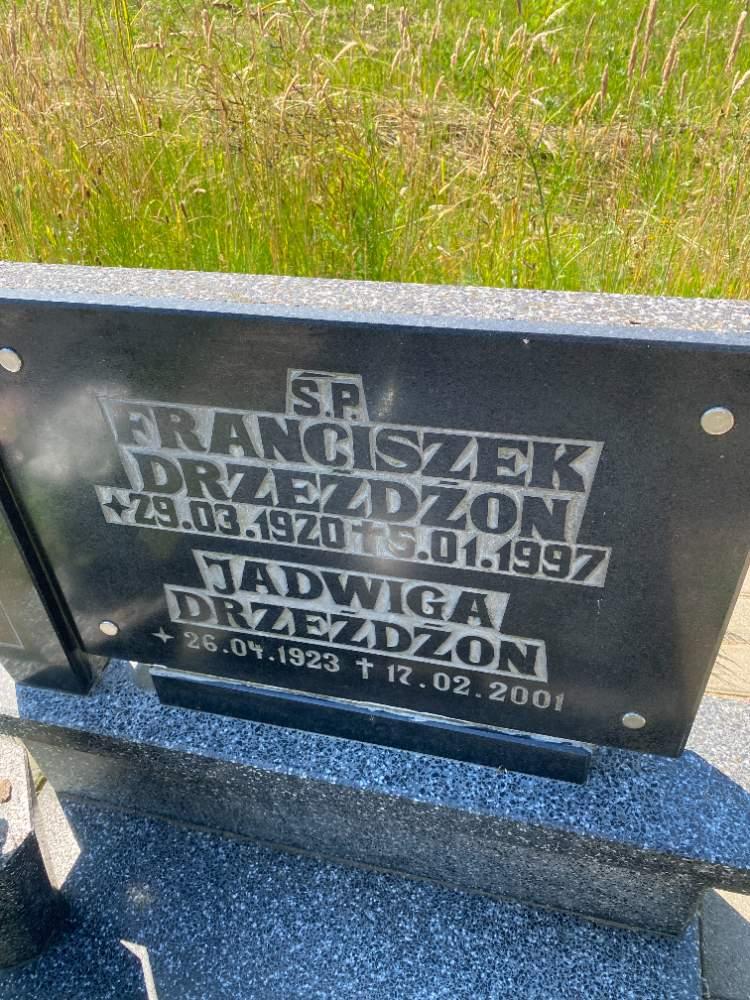 Ś.P.
FRANCISZEK
DRZEŻDŻON
29.03.1920 5.01.1997
JADWIGA
DRZEŻDŻON
26.04.1923 17.02.2001